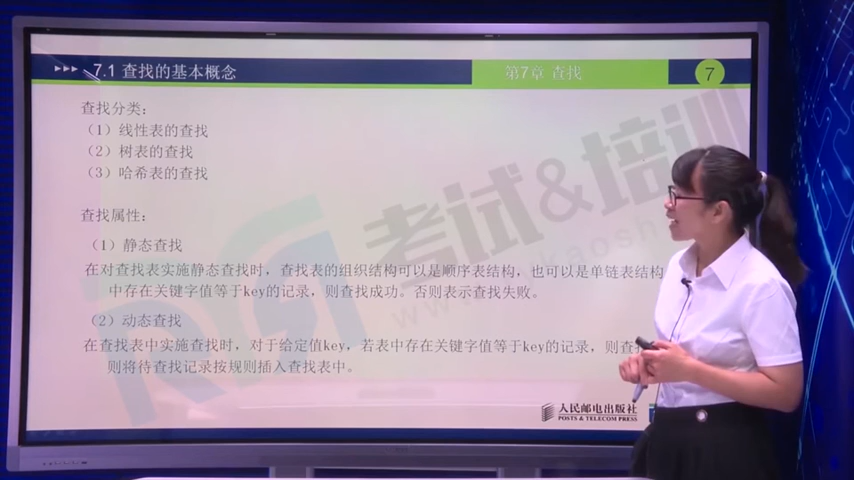 ▸▸▸ 7.1 查找的基本概念
第7章 查找
7
查找分类：
（1）线性表的查找
（2）树表的查找
（3）哈希表的查找
查找属性：
（1）静态查找
在对查找表实施静态查找时，查找表的组织结构可以是顺序表结构，也可以是单链表结构
中存在关键字值等于key的记录，则查找成功。否则表示查找失败。
（2）动态查找
在查找表中实施查找时，对于给定值key，若表中存在关键字值等于key的记录，则查找
则将待查找记录按规则插入查找表中。
考试&培训
人民邮电出版社
POSTS & TELECOM PRESS